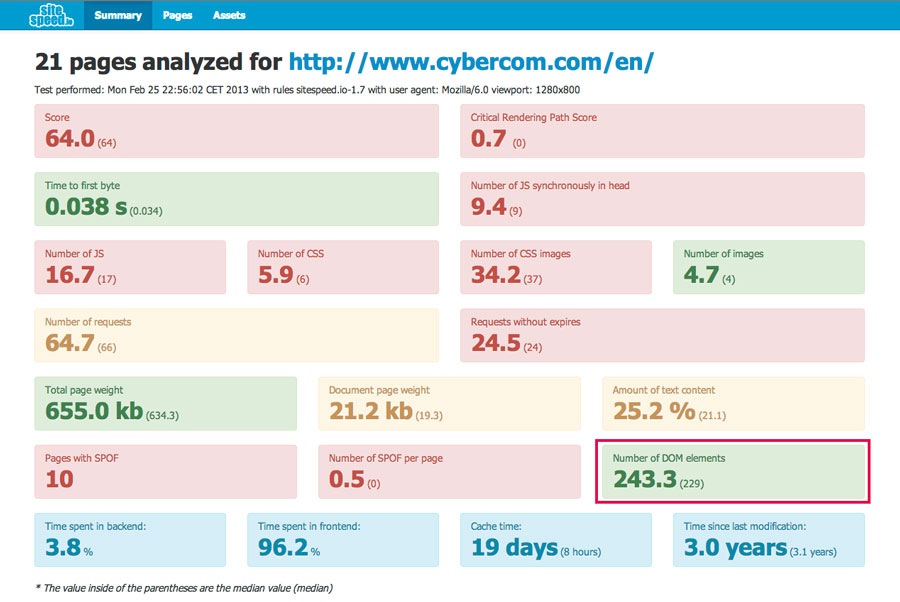 site
speed.io
Summary Pages Assets
21 pages analyzed for http://www.cybercom.com/en/
Test performed: Mon Feb 25 22:56:02 CET 2013 with rules sitespeed.io-1.7 with user agent: Mozilla/6.0 viewport: 1280x800
Score
64.0 (64)
Critical Rendering Path Score
0.7 (0)
Time to first byte
0.038 s (0.034)
Number of JS synchronously in head
9.4 (9)
Number of JS
16.7 (17)
Number of CSS
5.9 (6)
Number of CSS images
34.2 (37)
Number of images
4.7 (4)
Number of requests
64.7 (66)
Requests without expires
24.5 (24)
Total page weight
655.0 kb (634.3)
Document page weight
21.2 kb (19.3)
Amount of text content
25.2 % (21.1)
Pages with SPOF
10
Number of SPOF per page
0.5 (0)
Number of DOM elements
243.3 (229)
Time spent in backend:
3.8 %
Time spent in frontend:
96.2 %
Cache time:
19 days (8 hours)
Time since last modification:
3.0 years (3.1 years)
* The value inside of the parentheses are the median value (median)